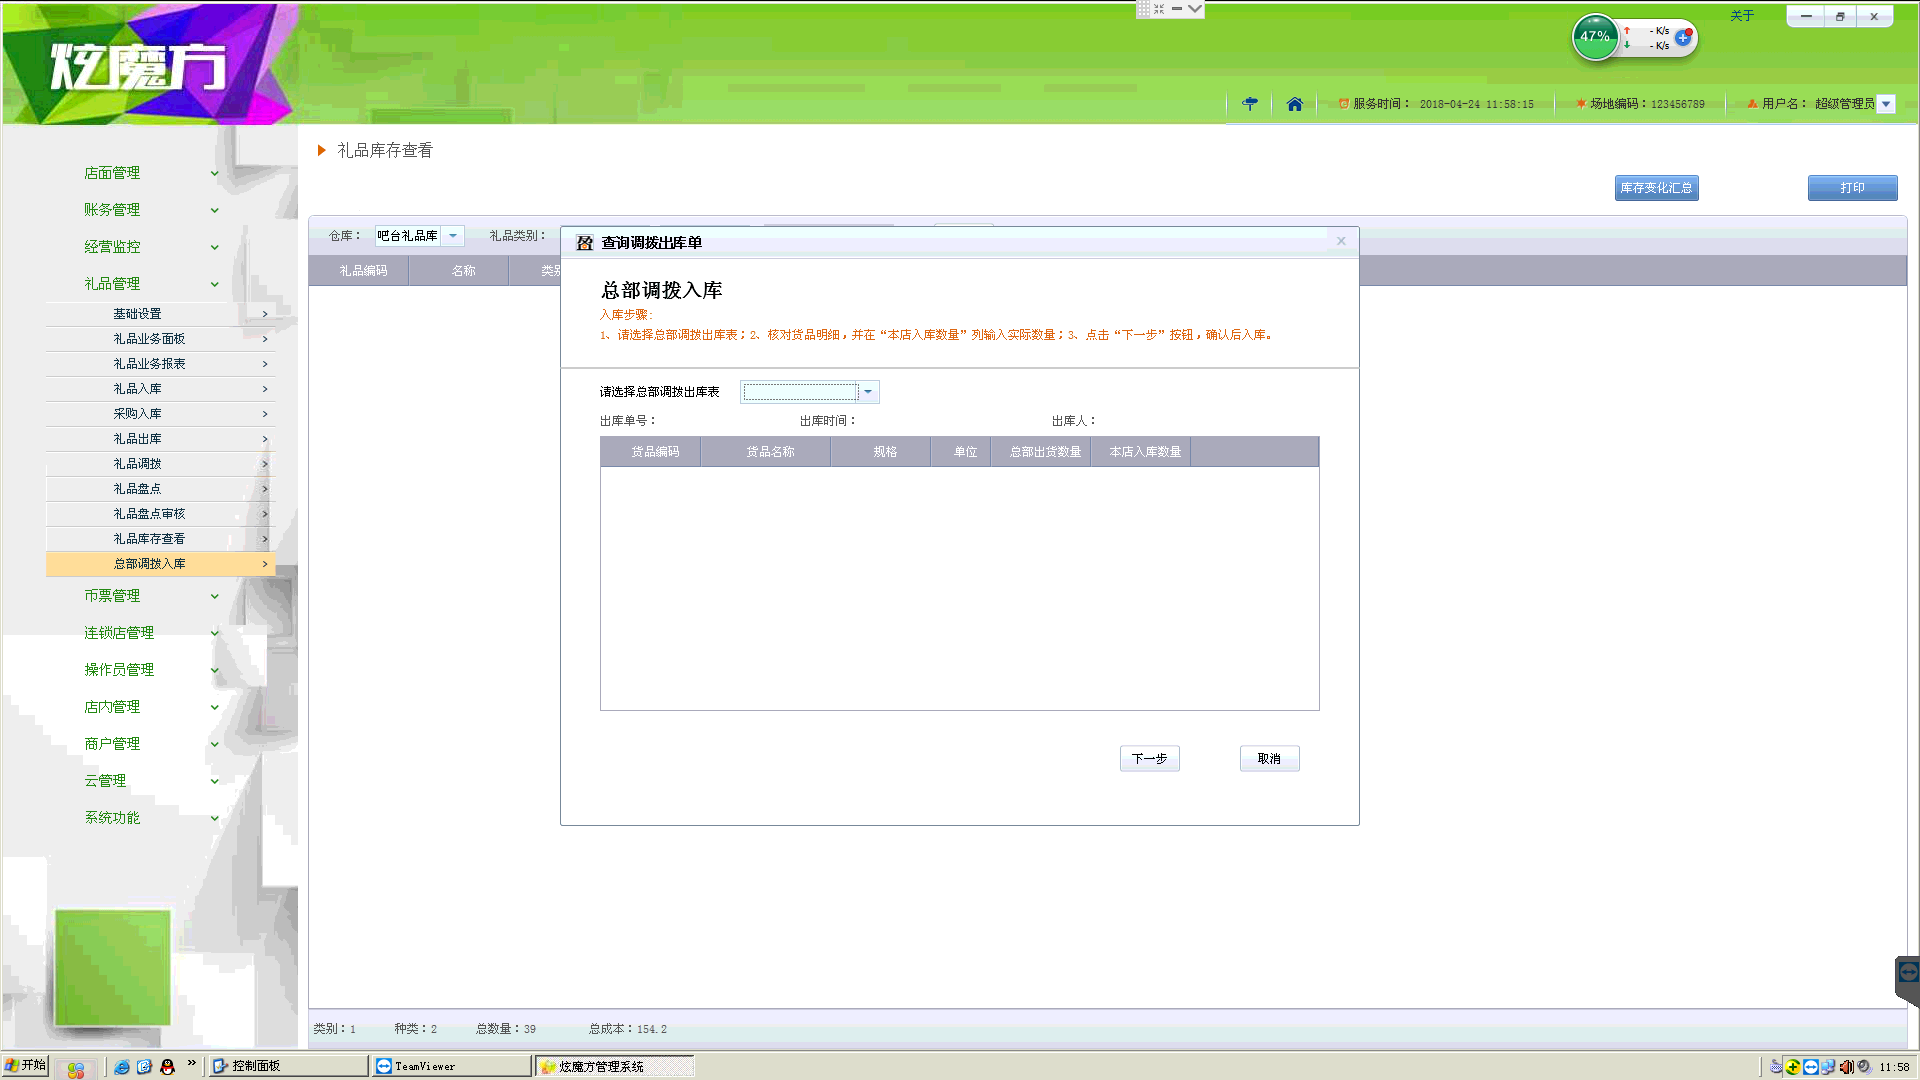 炫魔方
47%
- K/s
- K/s
关于
服务时间： 2018-04-24 11:58:15
场地编码：123456789
用户名： 超级管理员
店面管理
账务管理
经营监控
礼品管理
基础设置
礼品业务面板
礼品业务报表
礼品入库
采购入库
礼品出库
礼品调拨
礼品盘点
礼品盘点审核
礼品库存查看
总部调拨入库
币票管理
连锁店管理
操作员管理
店内管理
商户管理
云管理
系统功能
礼品库存查看
库存变化汇总
打印
仓库： 吧台礼品库 礼品类别：
礼品编码 名称 类别
查询调拨出库单
总部调拨入库
入库步骤:
1、请选择总部调拨出库表；2、核对货品明细，并在“本店入库数量”列输入实际数量；3、点击“下一步”按钮，确认后入库。
请选择总部调拨出库表
出库单号： 出库时间： 出库人：
货品编码 货品名称 规格 单位 总部出货数量 本店入库数量
下一步 取消
类别：1 种类：2 总数量：39 总成本：154.2
开始 控制面板 TeamViewer 炫魔方管理系统 11:58